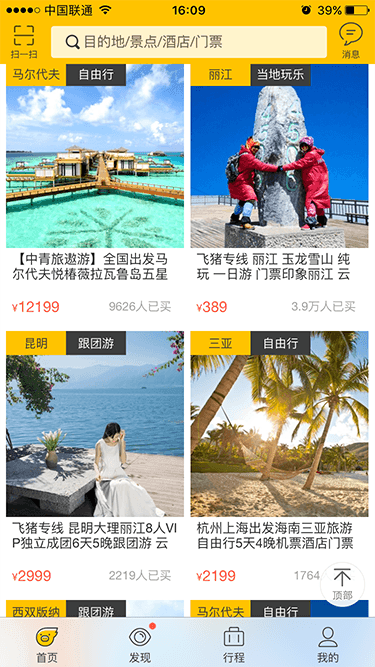 中国联通 16:09 39%
扫一扫 目的地/景点/酒店/门票 消息
马尔代夫 自由行
丽江 当地玩乐
【中青旅遨游】全国出发马
尔代夫悦椿薇拉瓦鲁岛五星
¥12199 9626人已买
飞猪专线 丽江 玉龙雪山 纯
玩 一日游 门票印象丽江 云
¥389 3.9万人已买
昆明 跟团游
三亚 自由行
飞猪专线 昆明大理丽江8人VI
P独立成团6天5晚跟团游 云
¥2999 2219人已买
杭州上海出发海南三亚旅游
自由行5天4晚机票酒店门票
¥2199 1764
顶部
西双版纳 跟团游
马尔代夫 自由行
首页 发现 行程 我的